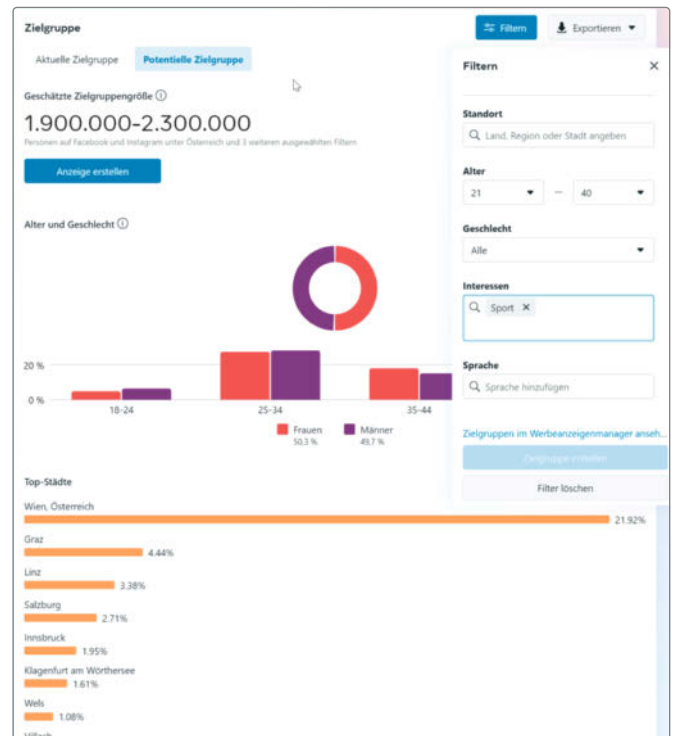 Zielgruppe
Filtern
Exportieren
Aktuelle Zielgruppe
Potentielle Zielgruppe
Geschätzte Zielgruppengröße
1.900.000-2.300.000
Personen auf Facebook und Instagram unter Österreich und 3 weiteren ausgewählten Filtern
Anzeige erstellen
Alter und Geschlecht
20 %
0 %
18-24
25-34
35-44
Frauen
50.3 %
Männer
49.7 %
Top-Städte
Wien, Österreich
21.92%
Graz
4.44%
Linz
3.38%
Salzburg
2.71%
Innsbruck
1.95%
Klagenfurt am Wörthersee
1.61%
Wels
1.08%
Villach
Filtern
Standort
Land, Region oder Stadt angeben
Alter
21 – 40
Geschlecht
Alle
Interessen
Sport
Sprache
Sprache hinzufügen
Zielgruppen im Werbeanzeigenmanager anseh...
Zielgruppe erstellen
Filter löschen